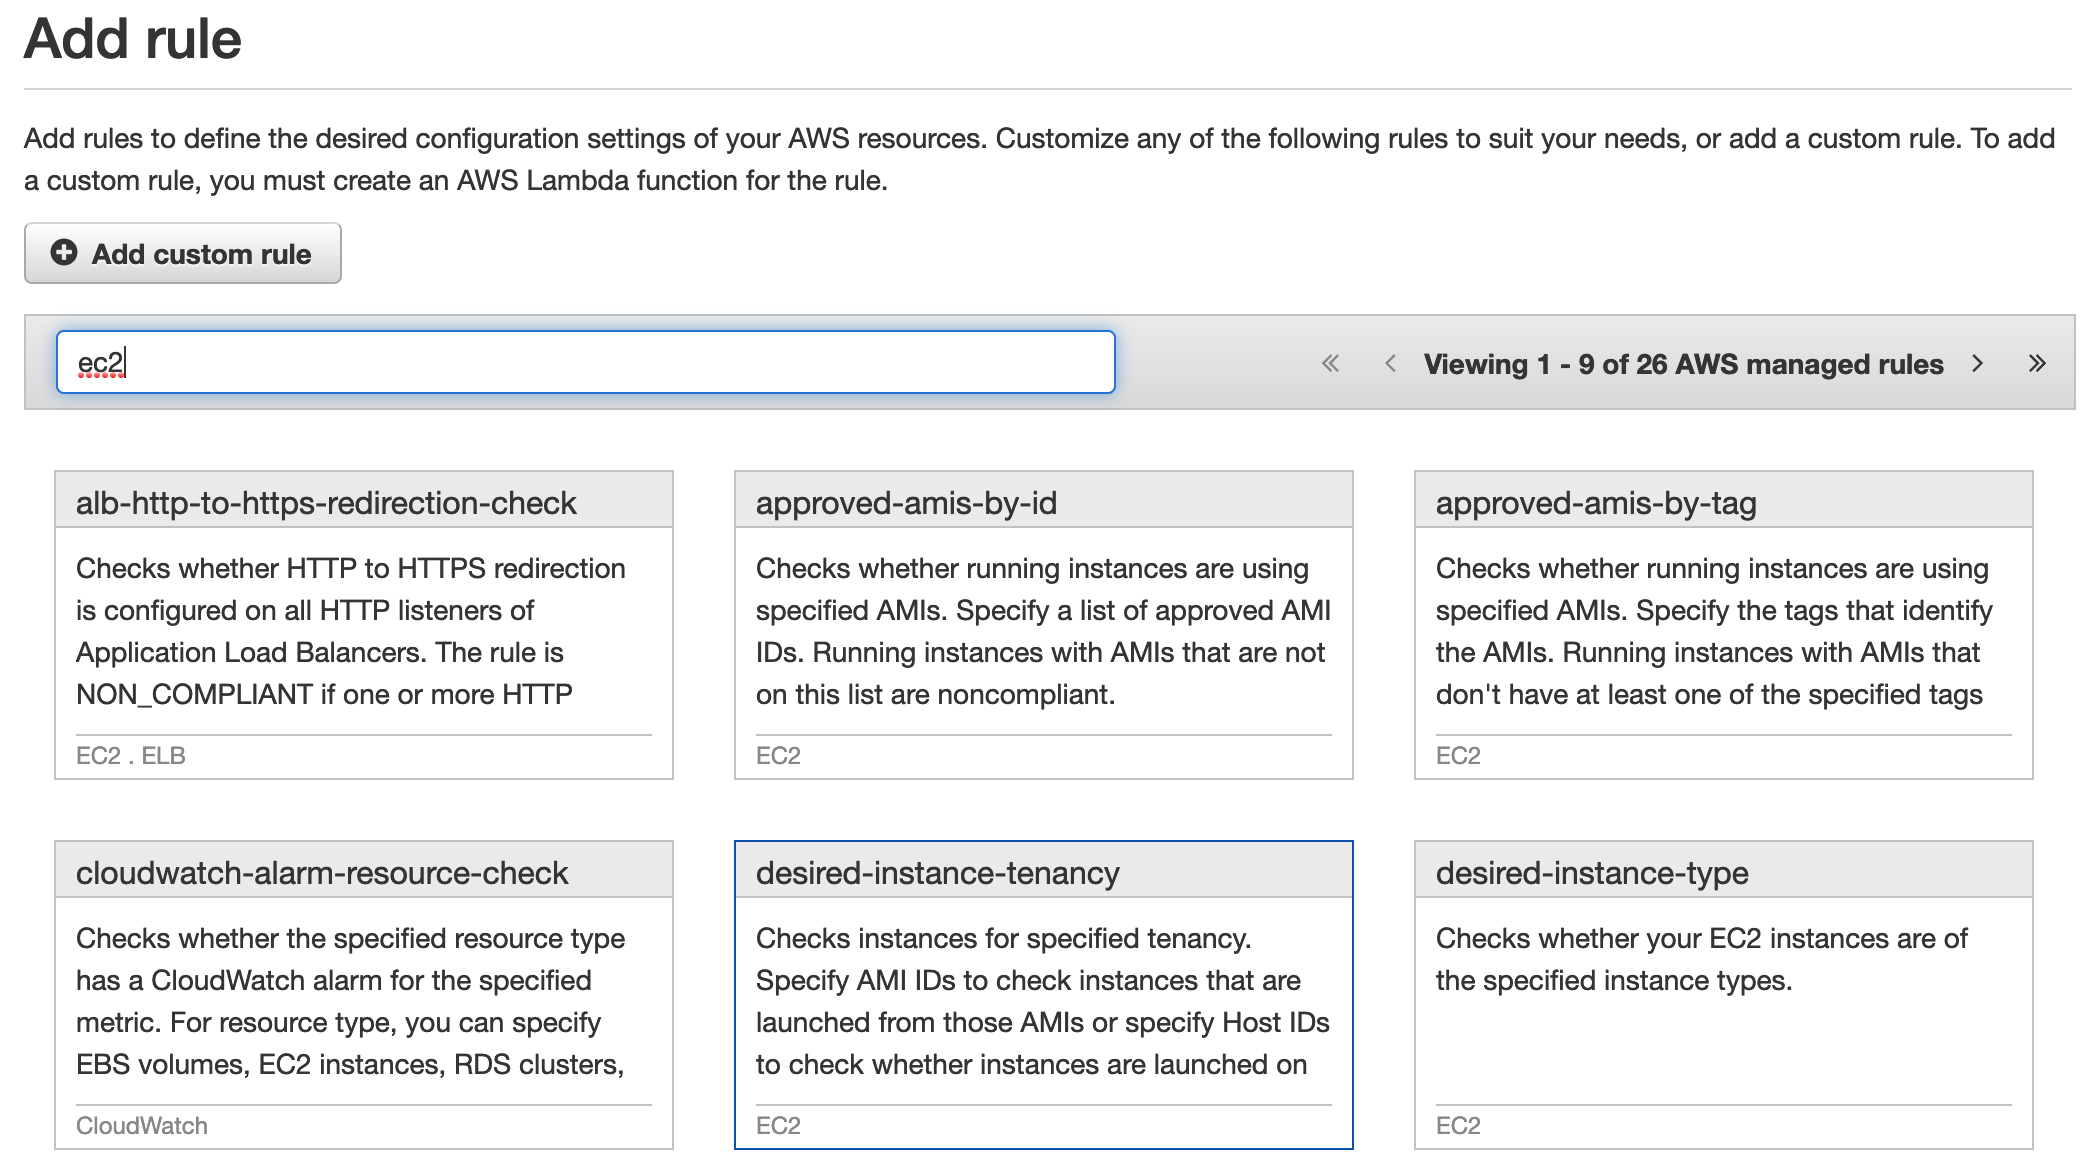 Add rule
Add rules to define the desired configuration settings of your AWS resources. Customize any of the following rules to suit your needs, or add a custom rule. To add
a custom rule, you must create an AWS Lambda function for the rule.
Add custom rule
ec2
Viewing 1 - 9 of 26 AWS managed rules
alb-http-to-https-redirection-check
Checks whether HTTP to HTTPS redirection
is configured on all HTTP listeners of
Application Load Balancers. The rule is
NON_COMPLIANT if one or more HTTP
EC2 . ELB
approved-amis-by-id
Checks whether running instances are using
specified AMIs. Specify a list of approved AMI
IDs. Running instances with AMIs that are not
on this list are noncompliant.
EC2
approved-amis-by-tag
Checks whether running instances are using
specified AMIs. Specify the tags that identify
the AMIs. Running instances with AMIs that
don't have at least one of the specified tags
EC2
cloudwatch-alarm-resource-check
Checks whether the specified resource type
has a CloudWatch alarm for the specified
metric. For resource type, you can specify
EBS volumes, EC2 instances, RDS clusters,
CloudWatch
desired-instance-tenancy
Checks instances for specified tenancy.
Specify AMI IDs to check instances that are
launched from those AMIs or specify Host IDs
to check whether instances are launched on
EC2
desired-instance-type
Checks whether your EC2 instances are of
the specified instance types.
EC2